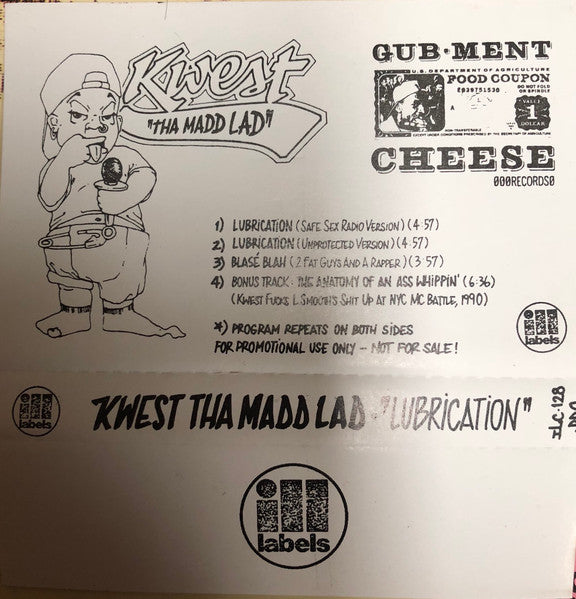 Kwest
"THA MADD LAD"
GUB·MENT
U.S. DEPARTMENT OF AGRICULTURE
FOOD COUPON
DO NOT FOLD
OR SPINDLE
A
VALUE
1
DOLLAR
NON-TRANSFERABLE
CHEESE
000RECORDS0
1) LUBRICATION (SAFE SEX RADIO VERSION) (4:57)
2) LUBRICATION (UNPROTECTED VERSION) (4:57)
3) BLASÉ BLAH (2 FAT GUYS AND A RAPPER) (3:57)
4) BONUS TRACK: THE ANATOMY OF AN ASS WHIPPIN' (6:36)
(KWEST FUCKS L. SMOOTH'S SHIT UP AT NYC MC BATTLE, 1990)
*) PROGRAM REPEATS ON BOTH SIDES
FOR PROMOTIONAL USE ONLY - NOT FOR SALE!
ill
labels
ill
labels
KWEST THA MADD LAD - "LUBRICATION"
ILC-128
ill
labels